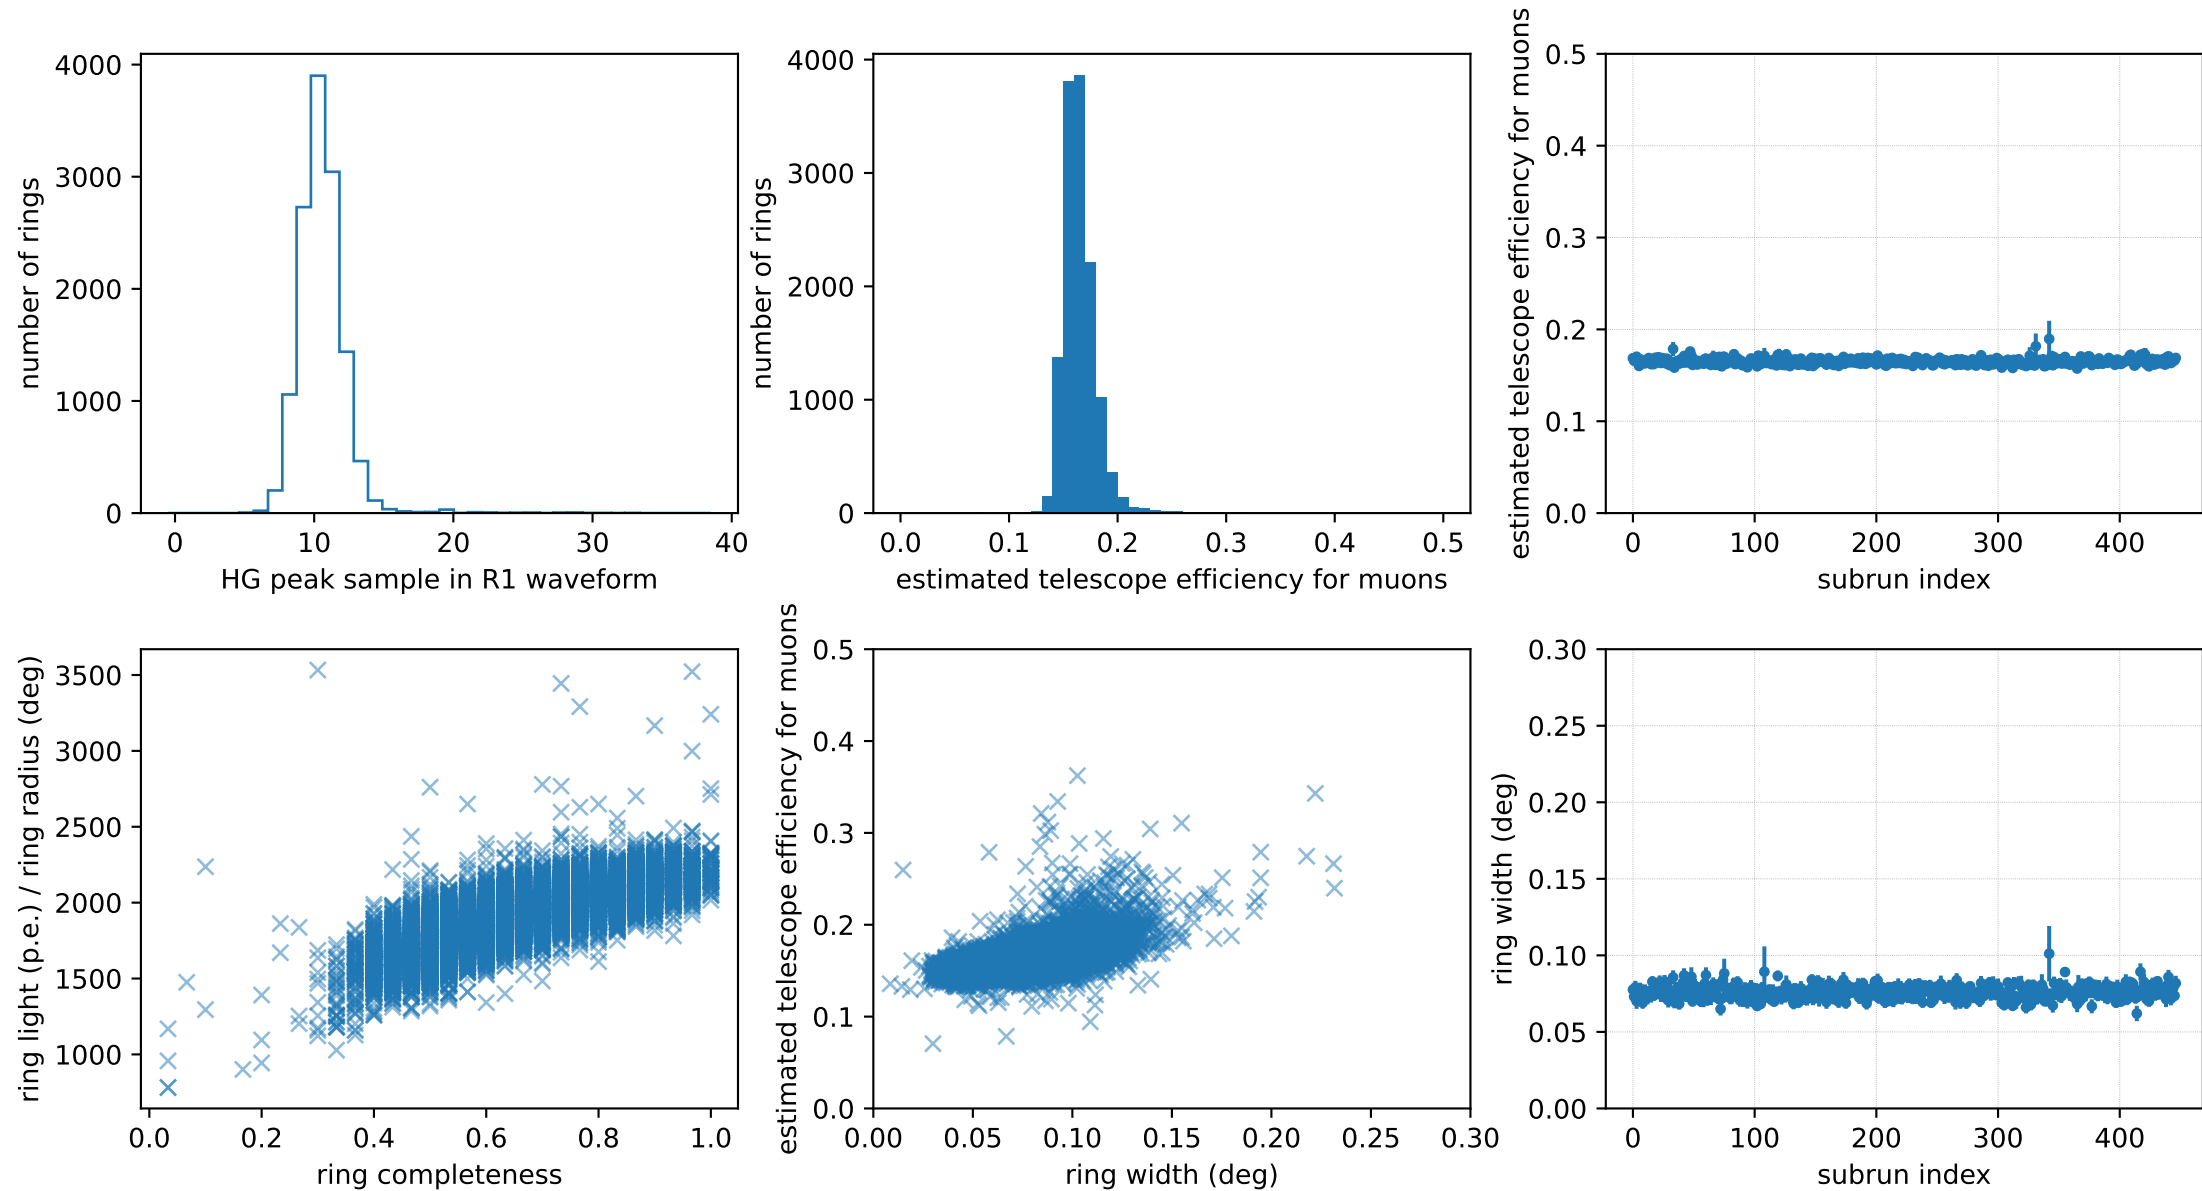 4000
3000
2000
1000
0
number of rings
0 10 20 30 40
HG peak sample in R1 waveform
4000
3000
2000
1000
0
number of rings
0.0 0.1 0.2 0.3 0.4 0.5
estimated telescope efficiency for muons
0.5
0.4
0.3
0.2
0.1
0.0
estimated telescope efficiency for muons
0 100 200 300 400
subrun index
3500
3000
2500
2000
1500
1000
ring light (p.e.) / ring radius (deg)
0.0 0.2 0.4 0.6 0.8 1.0
ring completeness
0.5
0.4
0.3
0.2
0.1
0.0
estimated telescope efficiency for muons
0.00 0.05 0.10 0.15 0.20 0.25 0.30
ring width (deg)
0.30
0.25
0.20
0.15
0.10
0.05
0.00
ring width (deg)
0 100 200 300 400
subrun index